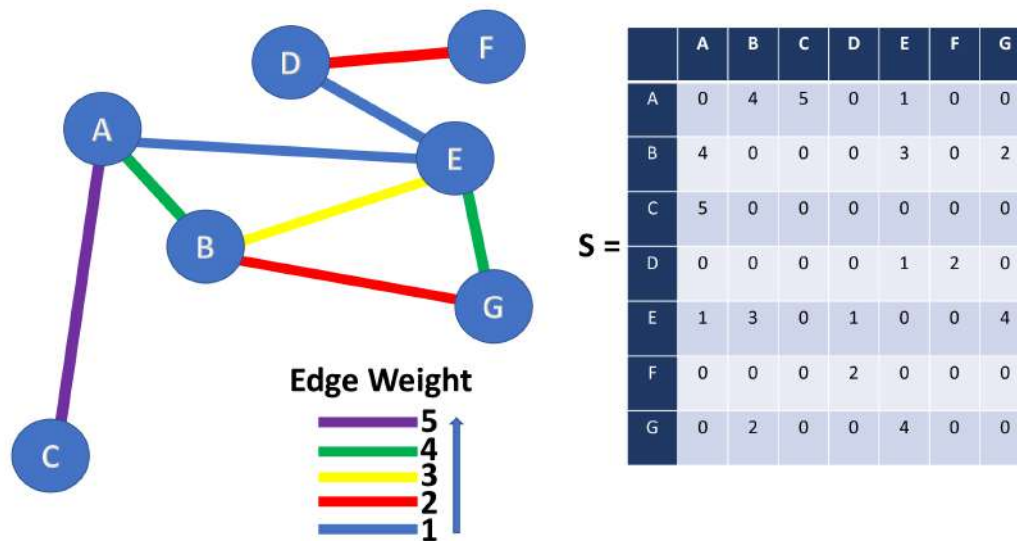 D
F
A
E
B
G
C
Edge Weight
5
4
3
2
1
S =
A B C D E F G
A 0 4 5 0 1 0 0
B 4 0 0 0 3 0 2
C 5 0 0 0 0 0 0
D 0 0 0 0 1 2 0
E 1 3 0 1 0 0 4
F 0 0 0 2 0 0 0
G 0 2 0 0 4 0 0